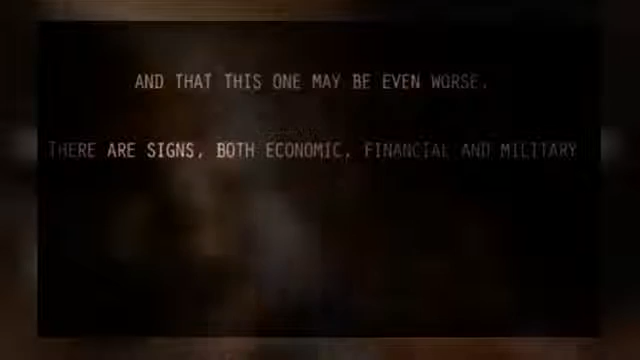 AND THAT THIS ONE MAY BE EVEN WORSE.
THERE ARE SIGNS, BOTH ECONOMIC, FINANCIAL AND MILITARY